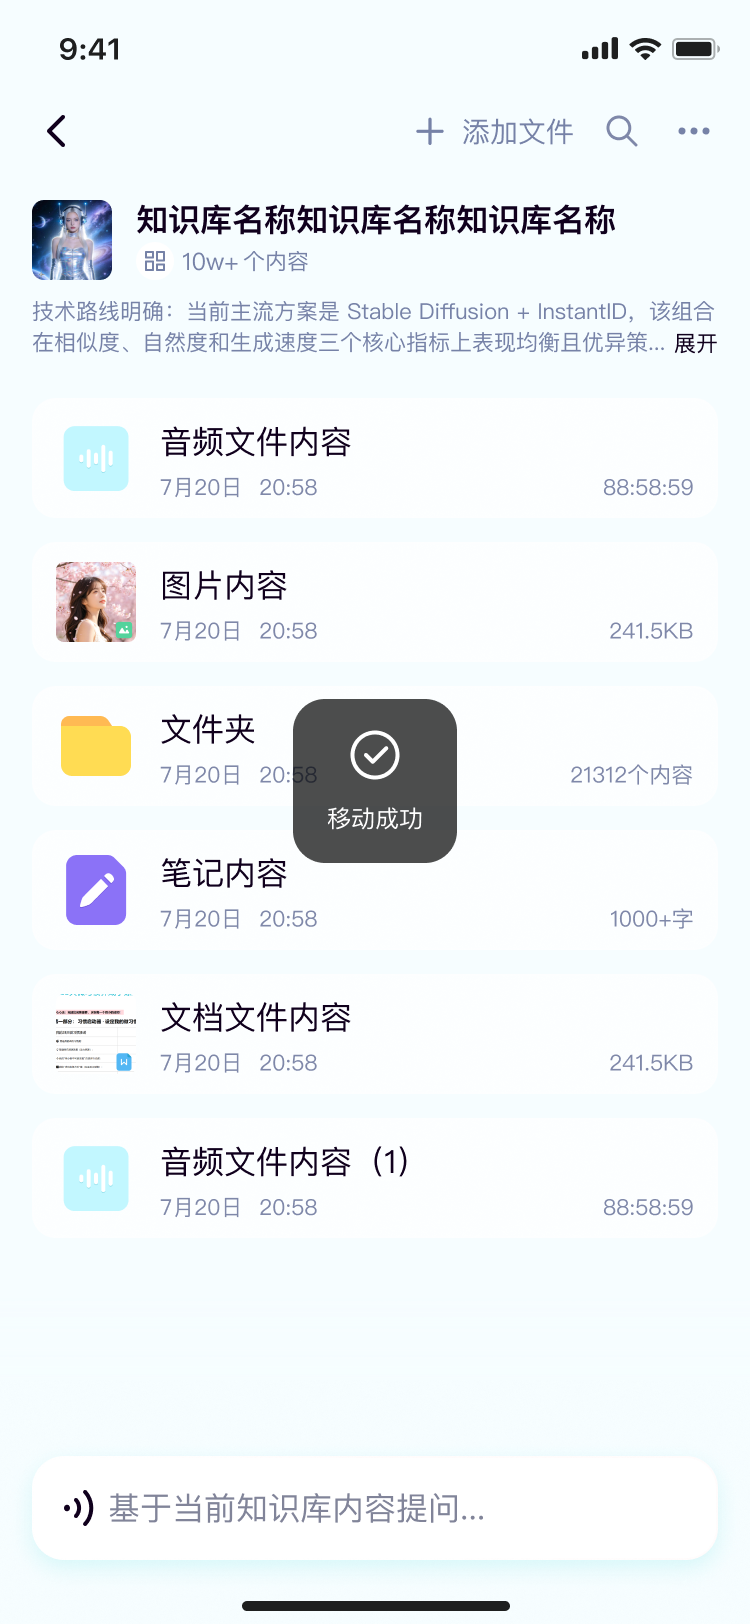 9:41
添加文件
知识库名称知识库名称知识库名称
10w+个内容
技术路线明确：当前主流方案是 Stable Diffusion + InstantID，该组合
在相似度、自然度和生成速度三个核心指标上表现均衡且优异策... 展开
音频文件内容
7月20日 20:58 88:58:59
图片内容
7月20日 20:58 241.5KB
文件夹
7月20日 20:58 21312个内容
移动成功
笔记内容
7月20日 20:58 1000+字
文档文件内容
7月20日 20:58 241.5KB
音频文件内容（1）
7月20日 20:58 88:58:59
基于当前知识库内容提问...